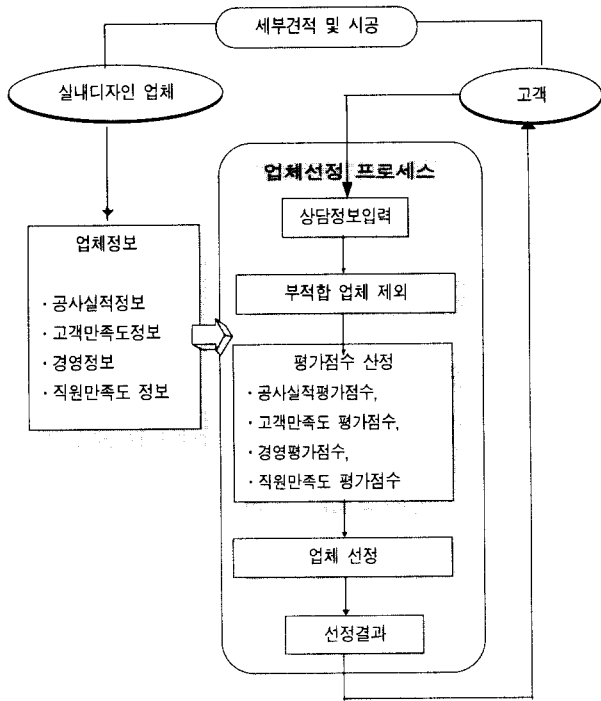 세부견적 및 시공
실내디자인 업체
고객
업체선정 프로세스
상담정보입력
업체정보
· 공사실적정보
· 고객만족도정보
· 경영정보
· 직원만족도 정보
부적합 업체 제외
평가점수 산정
· 공사실적평가점수,
· 고객만족도 평가점수,
· 경영평가점수,
· 직원만족도 평가점수
업체 선정
선정결과